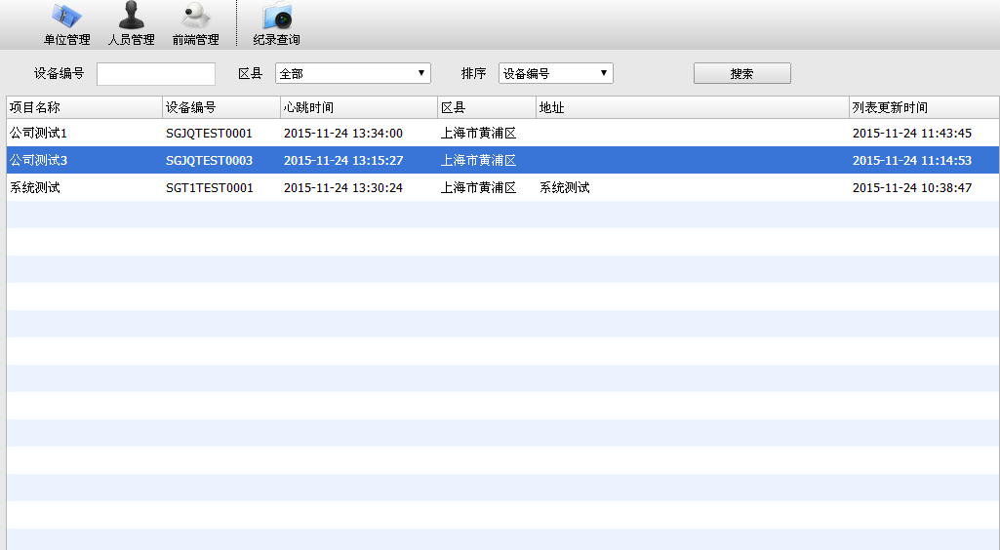 单位管理 人员管理 前端管理 纪录查询
设备编号 区县 全部 排序 设备编号 搜索
项目名称 设备编号 心跳时间 区县 地址 列表更新时间
公司测试1 SGJQTEST0001 2015-11-24 13:34:00 上海市黄浦区 2015-11-24 11:43:45
公司测试3 SGJQTEST0003 2015-11-24 13:15:27 上海市黄浦区 2015-11-24 11:14:53
系统测试 SGT1TEST0001 2015-11-24 13:30:24 上海市黄浦区 系统测试 2015-11-24 10:38:47